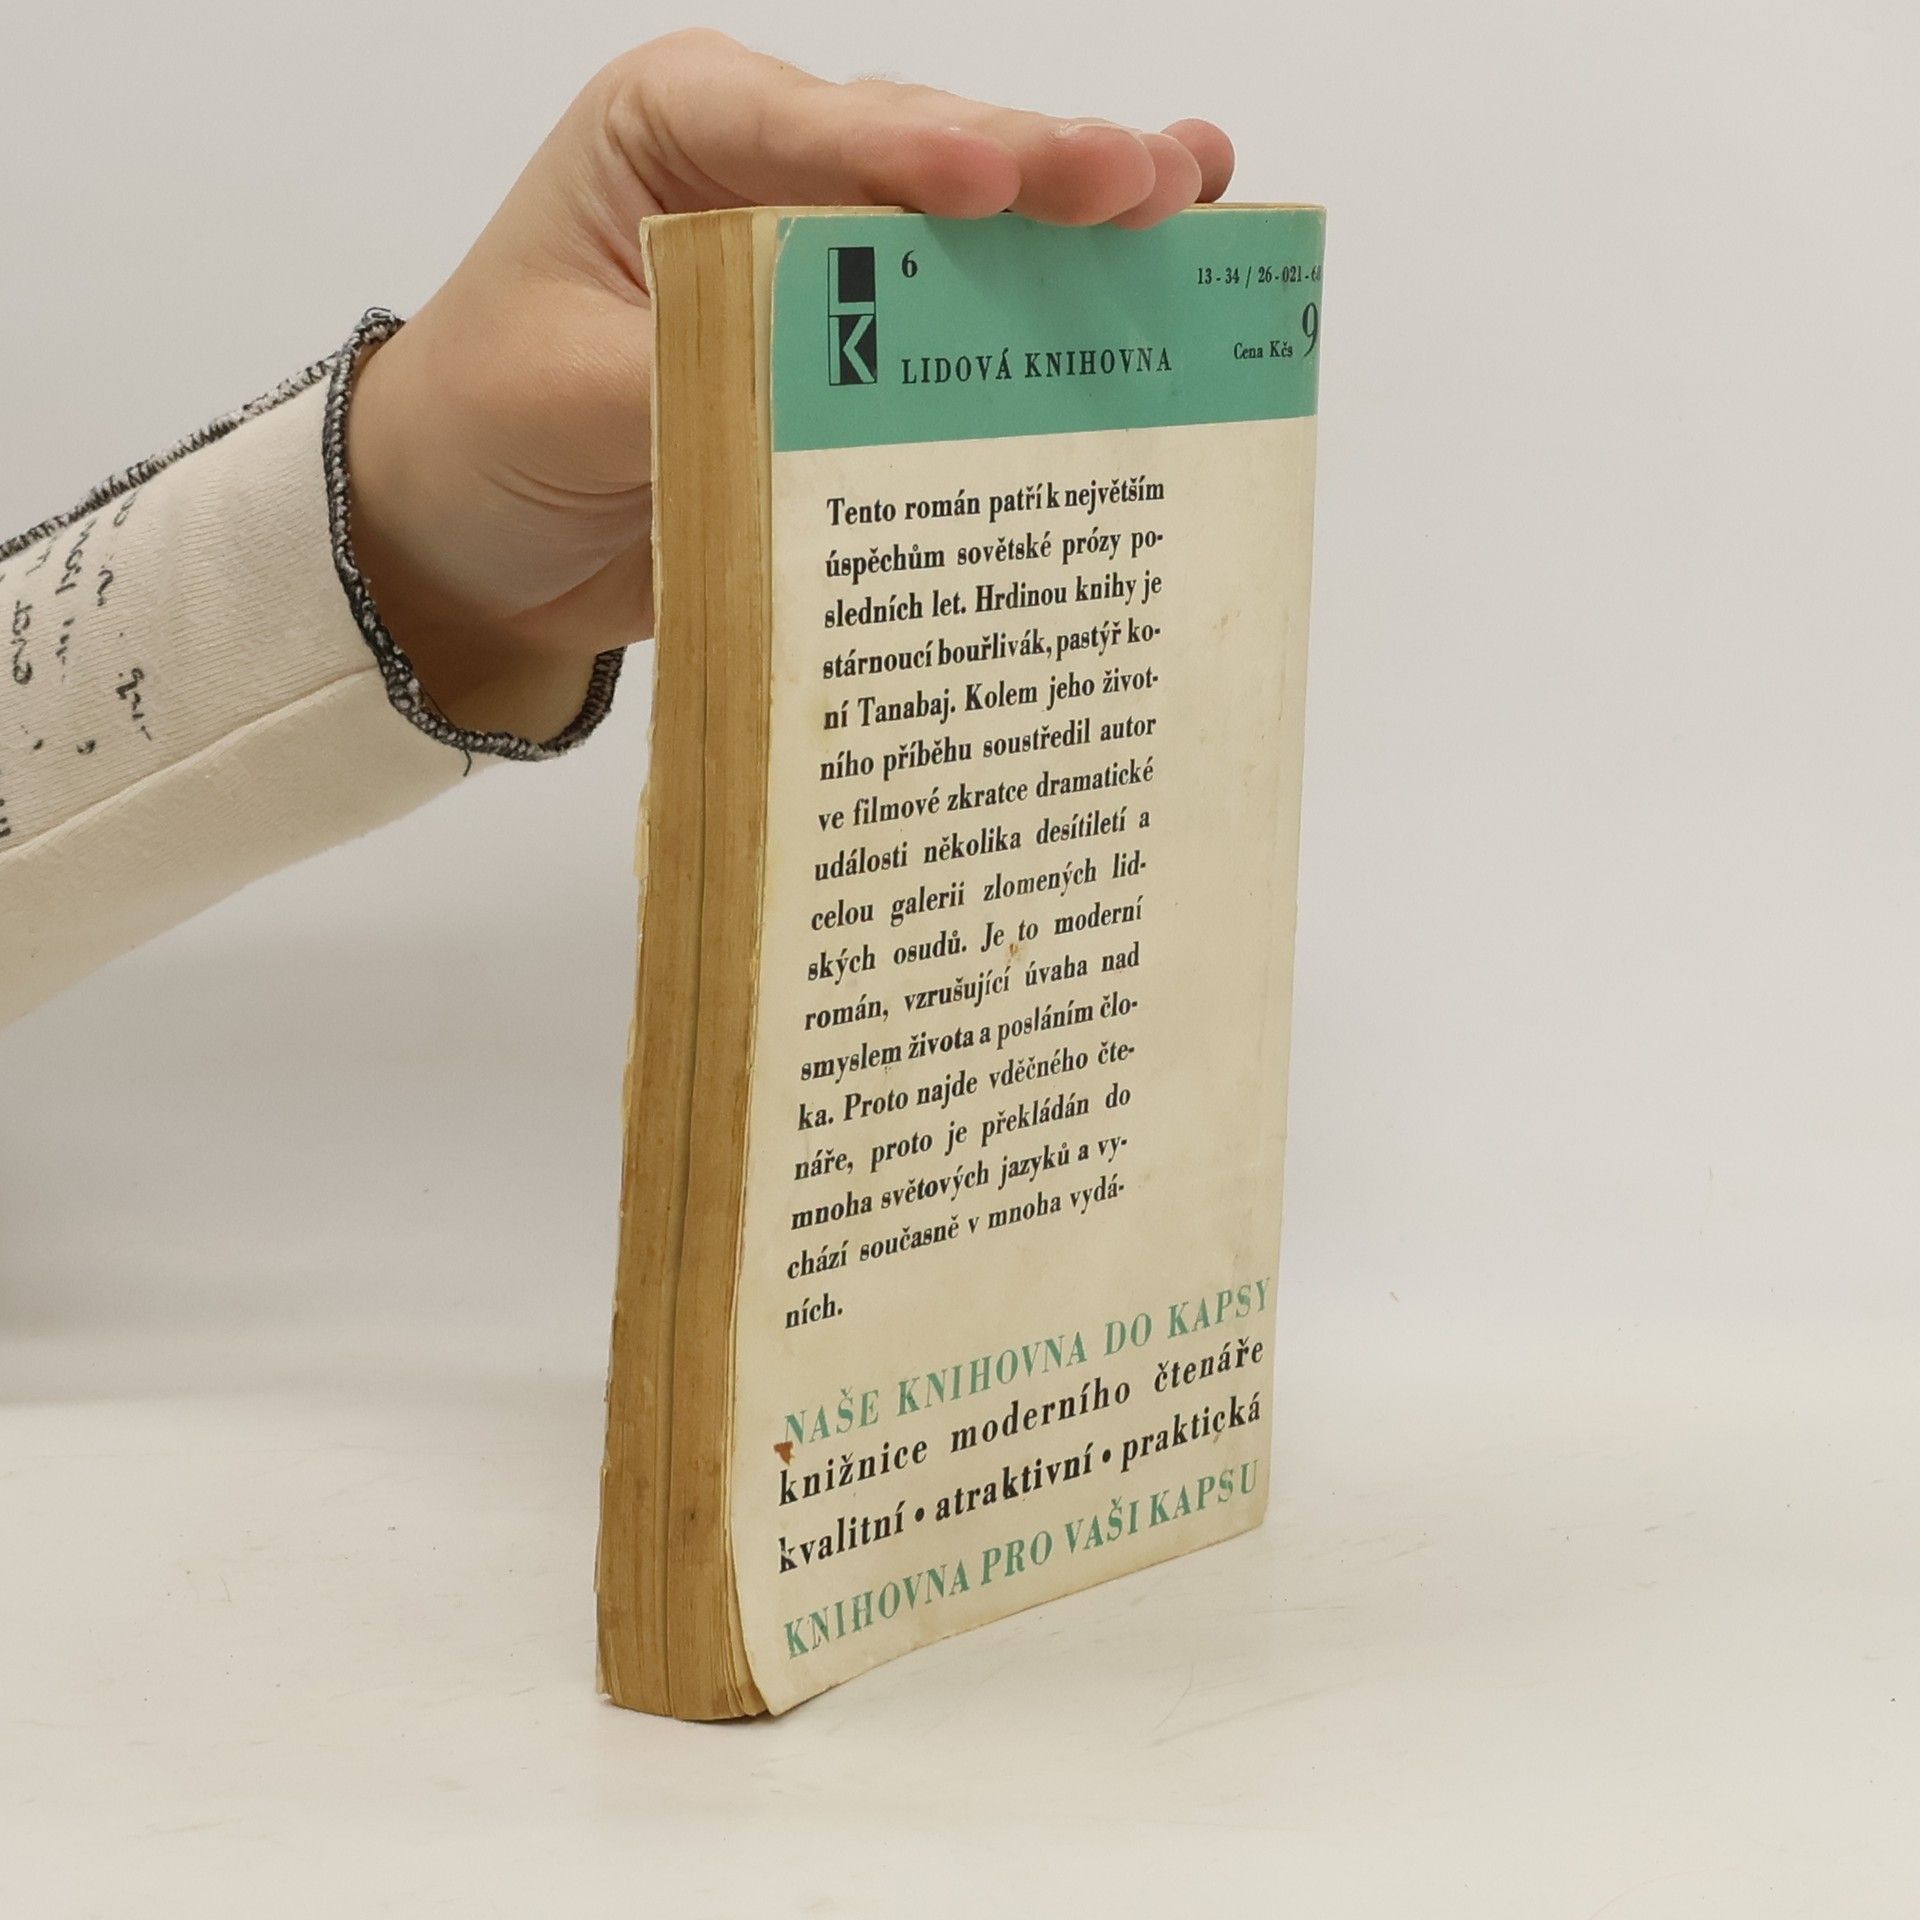 LK
6
13-34 / 26-021-6
LIDOVÁ KNIHOVNA
Cena Kčs 9
Tento román patří k největším
úspěchům sovětské prózy po-
sledních let. Hrdinou knihy je
stárnoucí bouřlivák, pastýř ko-
ní Tanabaj. Kolem jeho život-
ního příběhu soustředil autor
ve filmové zkratce dramatické
události několika desítiletí a
celou galerii zlomených lid-
ských osudů. Je to moderní
román, vzrušující úvaha nad
smyslem života a posláním člo-
ka. Proto najde vděčného čte-
náře, proto je překládán do
mnoha světových jazyků a vy-
chází současně v mnoha vydá-
ních.
NAŠE KNIHOVNA DO KAPSY
knižnice moderního čtenáře
kvalitní • atraktivní • praktická
KNIHOVNA PRO VAŠI KAPSU